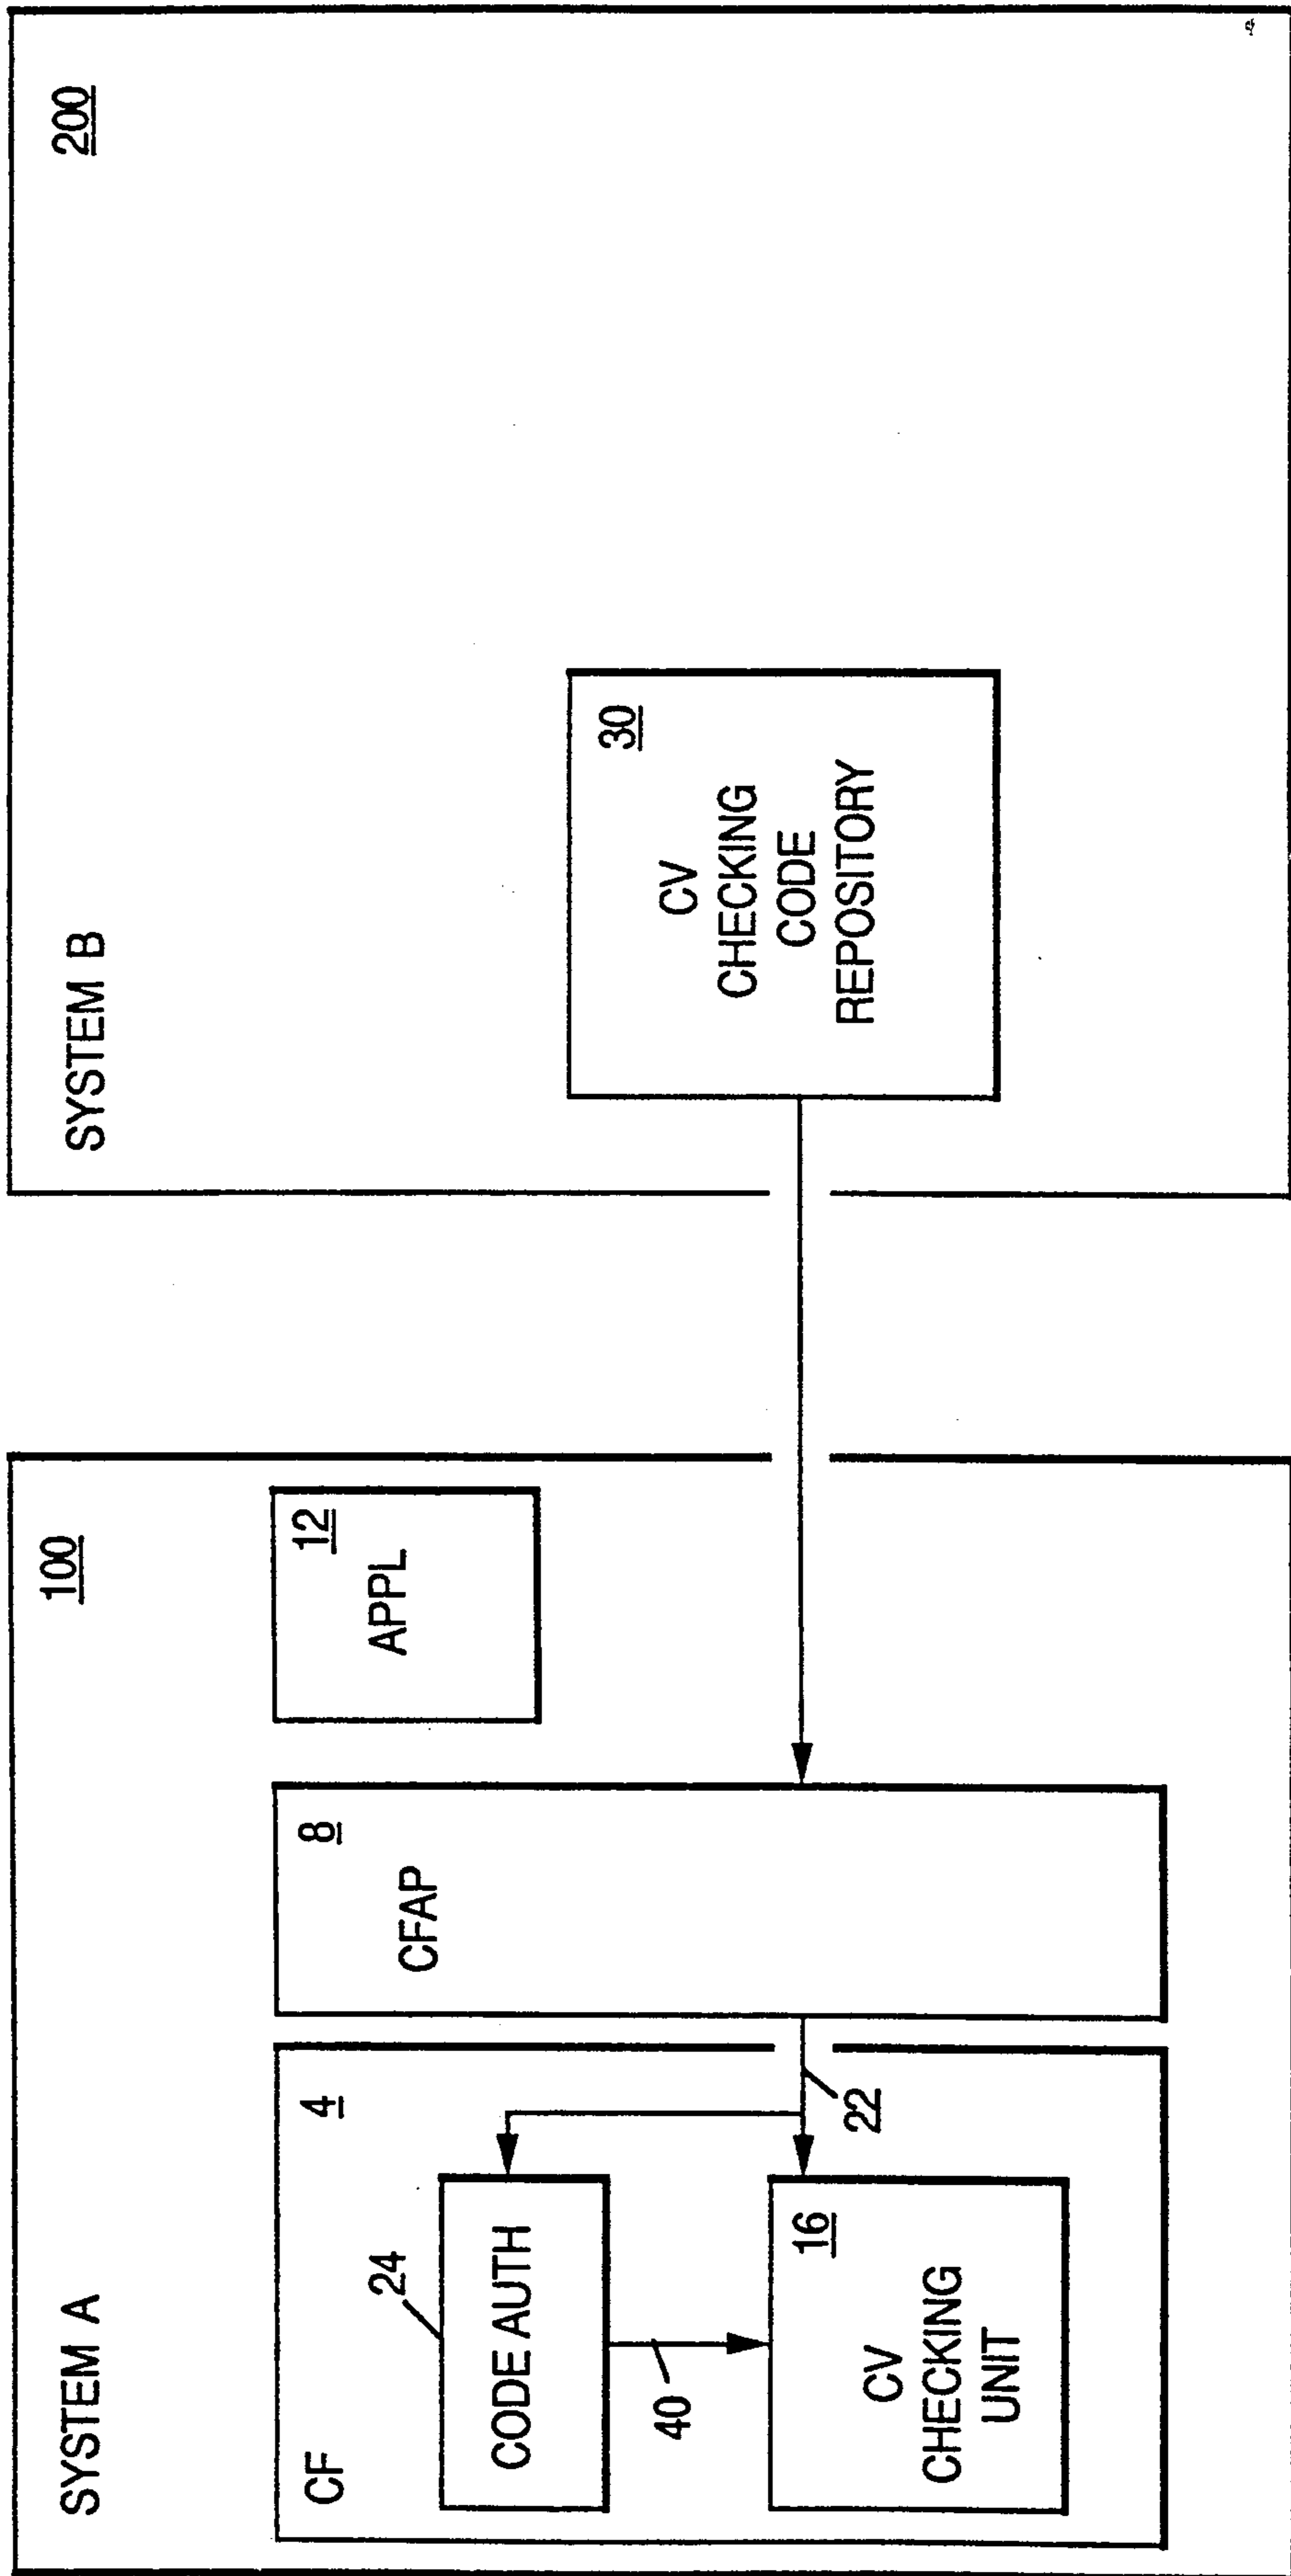 SYSTEM A
100
CF
4
24
CODE AUTH
40
22
16
CV
CHECKING
UNIT
8
CFAP
12
APPL
SYSTEM B
200
30
CV
CHECKING
CODE
REPOSITORY